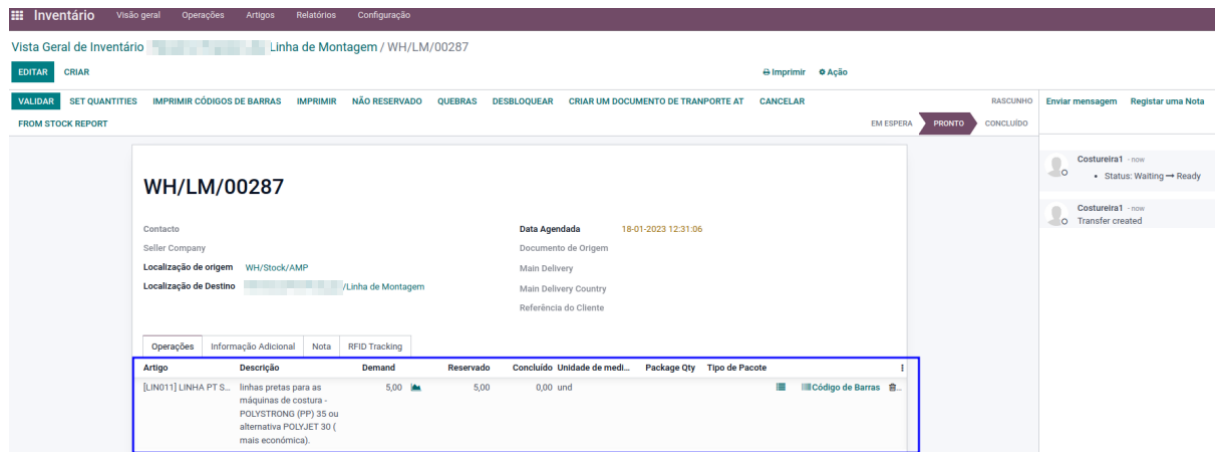 Inventário Visão geral Operações Artigos Relatórios Configuração
Vista Geral de Inventário Linha de Montagem / WH/LM/00287
EDITAR CRIAR Imprimir Ação
VALIDAR SET QUANTITIES IMPRIMIR CÓDIGOS DE BARRAS IMPRIMIR NÃO RESERVADO QUEBRAS DESBLOQUEAR CRIAR UM DOCUMENTO DE TRANPORTE AT CANCELAR RASCUNHO Enviar mensagem Registar uma Nota
FROM STOCK REPORT EM ESPERA PRONTO CONCLUÍDO
Costureira1 - now
• Status: Waiting → Ready
WH/LM/00287
Costureira1 - now
Transfer created
Contacto Data Agendada 18-01-2023 12:31:06
Seller Company Documento de Origem
Localização de origem WH/Stock/AMP Main Delivery
Localização de Destino /Linha de Montagem Main Delivery Country
Referência do Cliente
Operações Informação Adicional Nota RFID Tracking
Artigo Descrição Demand Reservado Concluído Unidade de medi... Package Qty Tipo de Pacote
[LIN011] LINHA PT S... linhas pretas para as 5,00 5,00 0,00 und Código de Barras
máquinas de costura -
POLYSTRONG (PP) 35 ou
alternativa POLYJET 30 (
mais económica).